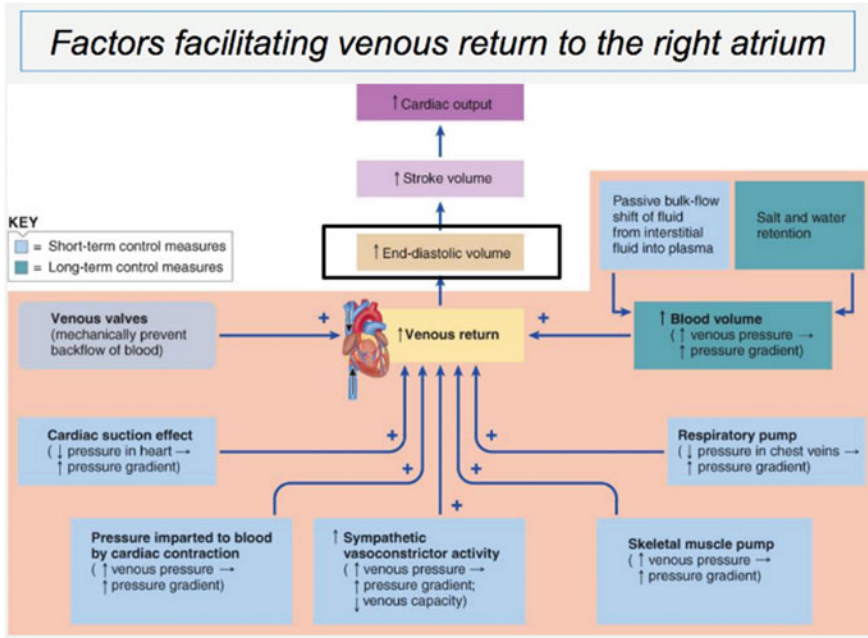 Factors facilitating venous return to the right atrium
↑ Cardiac output
↑ Stroke volume
KEY
= Short-term control measures
= Long-term control measures
↑ End-diastolic volume
Passive bulk-flow
shift of fluid
from interstitial
fluid into plasma
Salt and water
retention
Venous valves
(mechanically prevent
backflow of blood)
+
↑ Venous return
+
↑ Blood volume
(↑ venous pressure →
↑ pressure gradient)
Cardiac suction effect
(↓ pressure in heart →
↑ pressure gradient)
+
+
Respiratory pump
(↓ pressure in chest veins →
↑ pressure gradient)
+
+
+
Pressure imparted to blood
by cardiac contraction
(↑ venous pressure →
↑ pressure gradient)
↑ Sympathetic
vasoconstrictor activity
(↑ venous pressure →
↑ pressure gradient;
↓ venous capacity)
Skeletal muscle pump
(↑ venous pressure →
↑ pressure gradient)